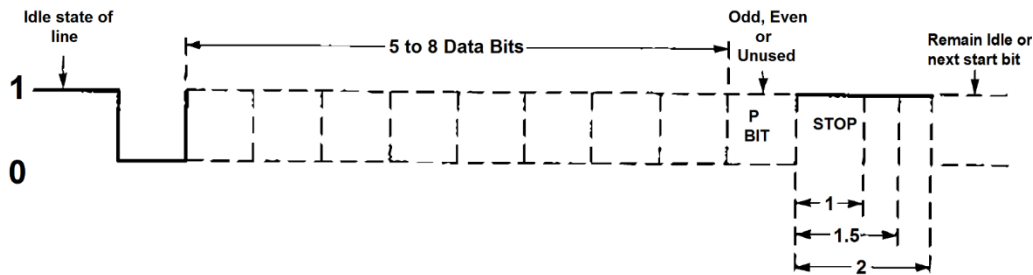 Idle state of
line
5 to 8 Data Bits
Odd, Even
or
Unused
Remain Idle or
next start bit
1
0
P
BIT
STOP
1
1.5
2